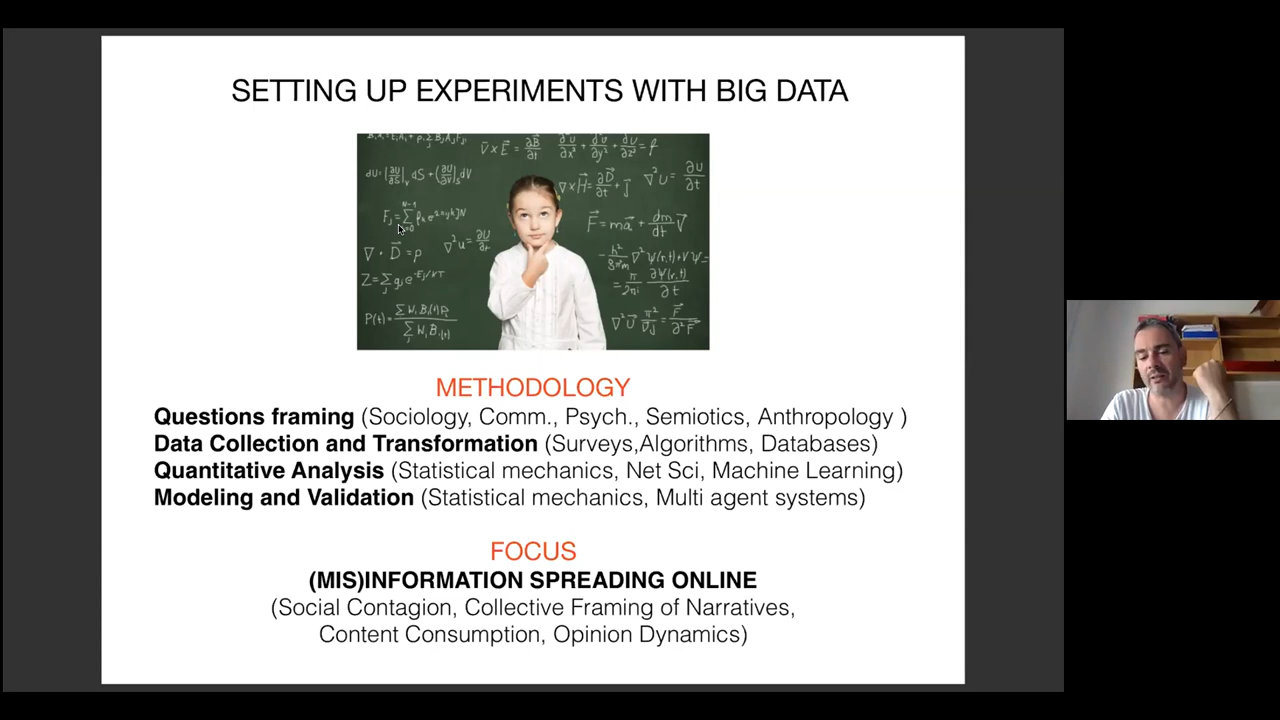 SETTING UP EXPERIMENTS WITH BIG DATA
METHODOLOGY
Questions framing (Sociology, Comm., Psych., Semiotics, Anthropology )
Data Collection and Transformation (Surveys,Algorithms, Databases)
Quantitative Analysis (Statistical mechanics, Net Sci, Machine Learning)
Modeling and Validation (Statistical mechanics, Multi agent systems)
FOCUS
(MIS)INFORMATION SPREADING ONLINE
(Social Contagion, Collective Framing of Narratives,
Content Consumption, Opinion Dynamics)